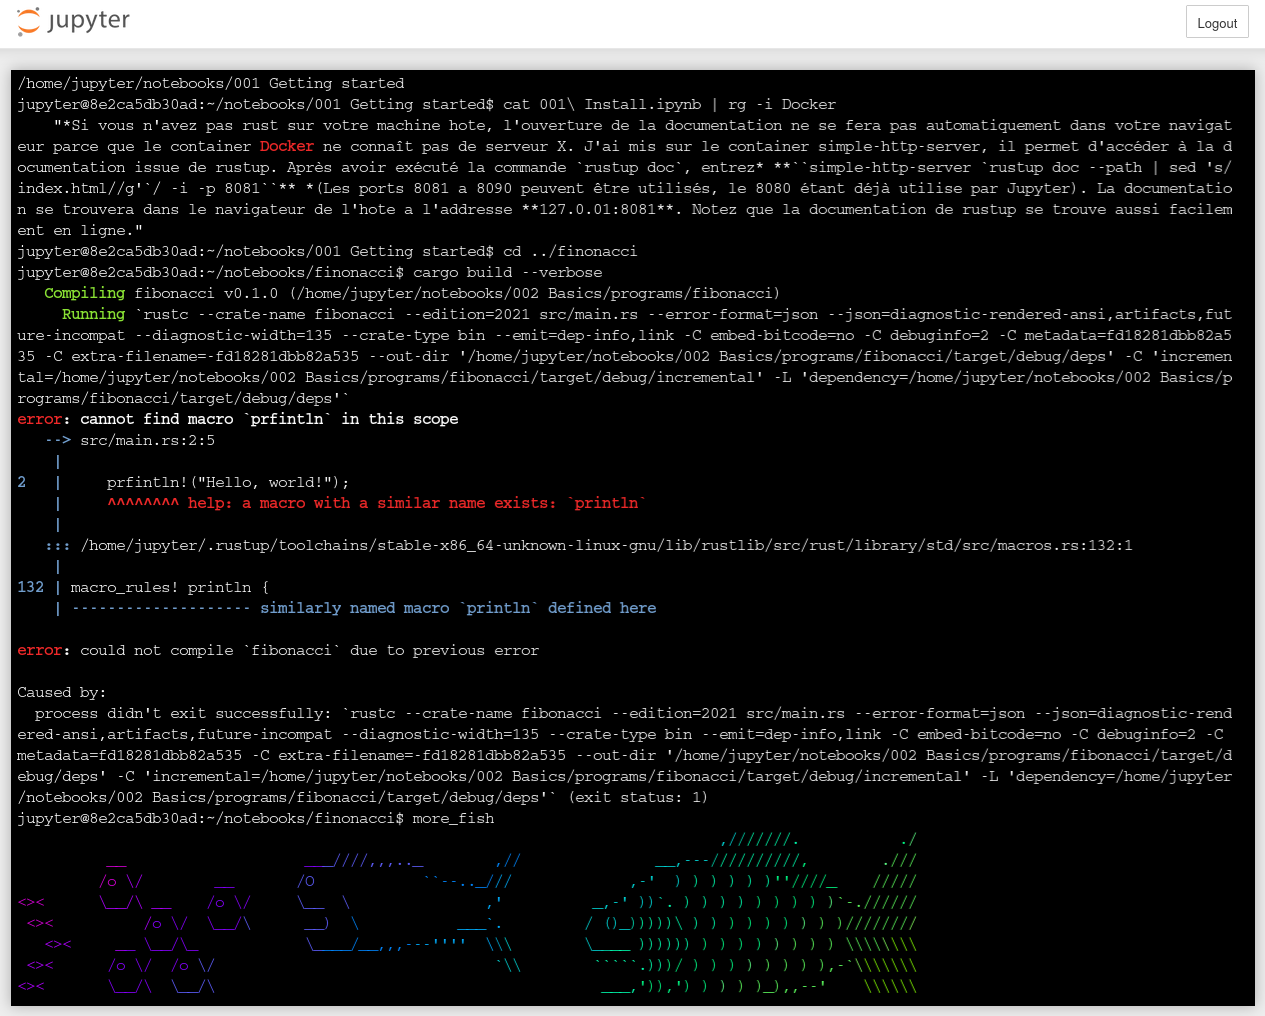 jupyter
Logout
/home/jupyter/notebooks/001 Getting started
jupyter@8e2ca5db30ad:~/notebooks/001 Getting started$ cat 001\ Install.ipynb | rg -i Docker
    "*Si vous n'avez pas rust sur votre machine hote, l'ouverture de la documentation ne se fera pas automatiquement dans votre navigat
eur parce que le container Docker ne connaît pas de serveur X. J'ai mis sur le container simple-http-server, il permet d'accéder à la d
ocumentation issue de rustup. Après avoir exécuté la commande `rustup doc`, entrez* **``simple-http-server `rustup doc --path | sed 's/
index.html//g'`/ -i -p 8081``** *(Les ports 8081 a 8090 peuvent être utilisés, le 8080 étant déjà utilise par Jupyter). La documentatio
n se trouvera dans le navigateur de l'hote a l'addresse **127.0.01:8081**. Notez que la documentation de rustup se trouve aussi facilem
ent en ligne."
jupyter@8e2ca5db30ad:~/notebooks/001 Getting started$ cd ../finonacci
jupyter@8e2ca5db30ad:~/notebooks/finonacci$ cargo build --verbose
   Compiling fibonacci v0.1.0 (/home/jupyter/notebooks/002 Basics/programs/fibonacci)
     Running `rustc --crate-name fibonacci --edition=2021 src/main.rs --error-format=json --json=diagnostic-rendered-ansi,artifacts,fut
ure-incompat --diagnostic-width=135 --crate-type bin --emit=dep-info,link -C embed-bitcode=no -C debuginfo=2 -C metadata=fd18281dbb82a5
35 -C extra-filename=-fd18281dbb82a535 --out-dir '/home/jupyter/notebooks/002 Basics/programs/fibonacci/target/debug/deps' -C 'incremen
tal=/home/jupyter/notebooks/002 Basics/programs/fibonacci/target/debug/incremental' -L 'dependency=/home/jupyter/notebooks/002 Basics/p
rograms/fibonacci/target/debug/deps'`
error: cannot find macro `prfintln` in this scope
   --> src/main.rs:2:5
    |
2   |     prfintln!("Hello, world!");
    |     ^^^^^^^^ help: a macro with a similar name exists: `println`
    |
   ::: /home/jupyter/.rustup/toolchains/stable-x86_64-unknown-linux-gnu/lib/rustlib/src/rust/library/std/src/macros.rs:132:1
    |
132 | macro_rules! println {
    | -------------------- similarly named macro `println` defined here
error: could not compile `fibonacci` due to previous error
Caused by:
  process didn't exit successfully: `rustc --crate-name fibonacci --edition=2021 src/main.rs --error-format=json --json=diagnostic-rend
ered-ansi,artifacts,future-incompat --diagnostic-width=135 --crate-type bin --emit=dep-info,link -C embed-bitcode=no -C debuginfo=2 -C
metadata=fd18281dbb82a535 -C extra-filename=-fd18281dbb82a535 --out-dir '/home/jupyter/notebooks/002 Basics/programs/fibonacci/target/d
ebug/deps' -C 'incremental=/home/jupyter/notebooks/002 Basics/programs/fibonacci/target/debug/incremental' -L 'dependency=/home/jupyter
/notebooks/002 Basics/programs/fibonacci/target/debug/deps'` (exit status: 1)
jupyter@8e2ca5db30ad:~/notebooks/finonacci$ more_fish